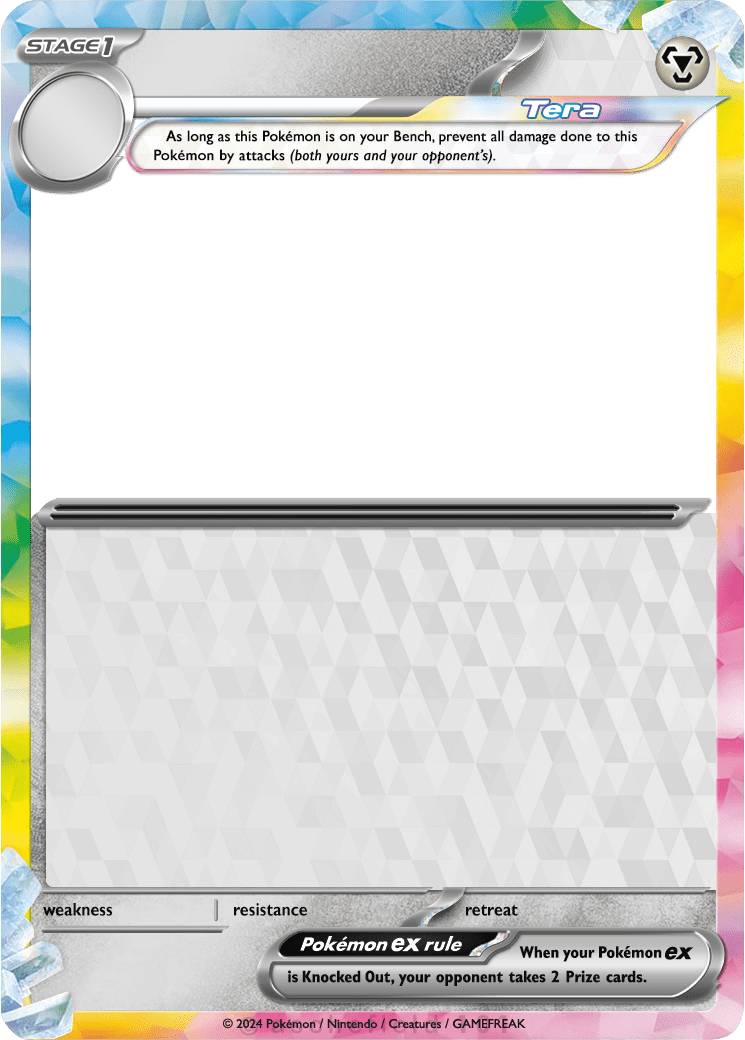 STAGE1
Tera
As long as this Pokémon is on your Bench, prevent all damage done to this
Pokémon by attacks (both yours and your opponent's).
weakness
resistance
retreat
Pokémon ex rule
When your Pokémon ex
is Knocked Out, your opponent takes 2 Prize cards.
© 2024 Pokémon / Nintendo / Creatures / GAMEFREAK